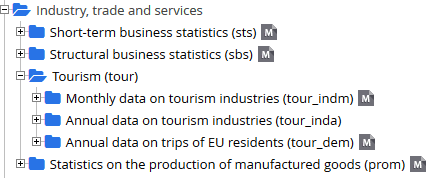 Industry, trade and services
Short-term business statistics (sts) M
Structural business statistics (sbs) M
Tourism (tour)
Monthly data on tourism industries (tour_indm) M
Annual data on tourism industries (tour_inda)
Annual data on trips of EU residents (tour_dem) M
Statistics on the production of manufactured goods (prom) M